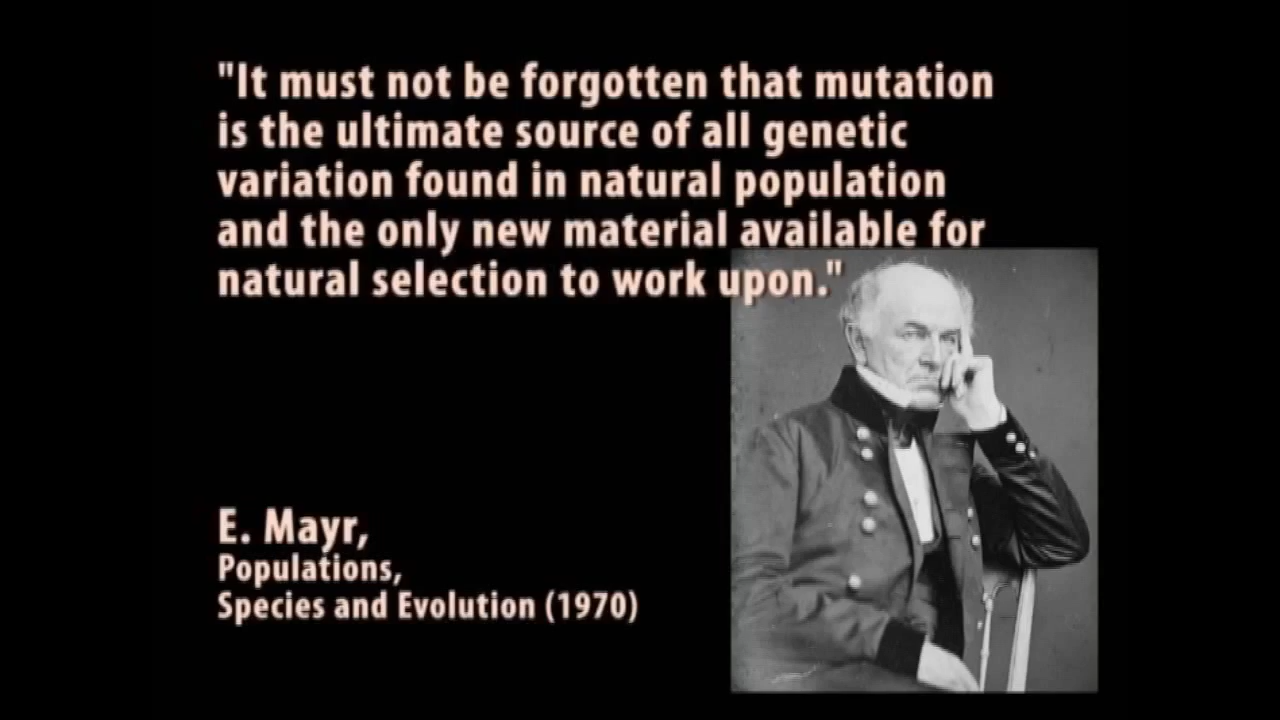 "It must not be forgotten that mutation
is the ultimate source of all genetic
variation found in natural population
and the only new material available for
natural selection to work upon."
E. Mayr,
Populations,
Species and Evolution (1970)